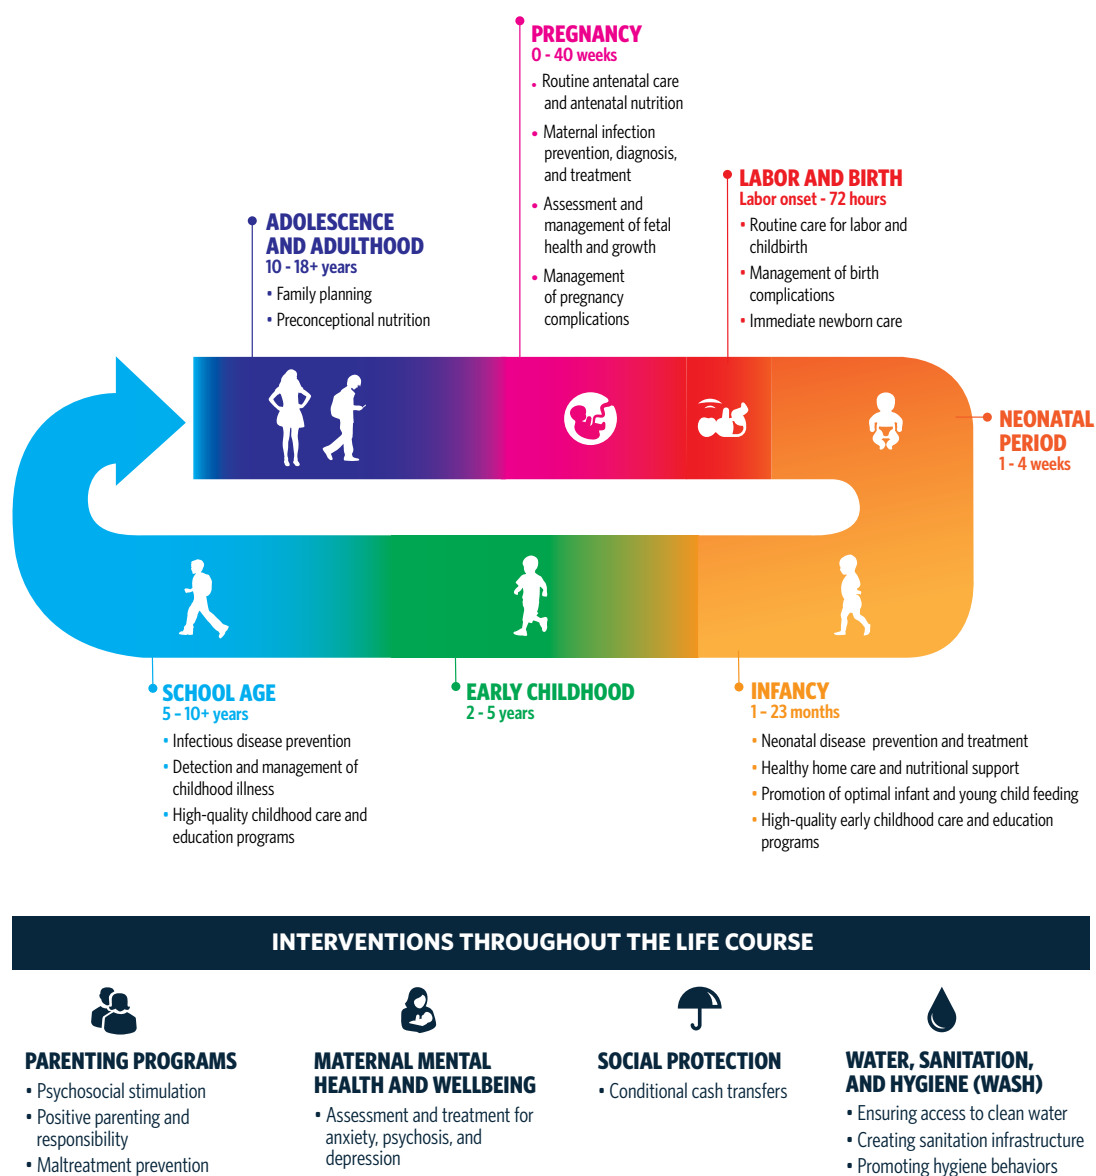 PREGNANCY
0 - 40 weeks
• Routine antenatal care
and antenatal nutrition
• Maternal infection
prevention, diagnosis,
and treatment
• Assessment and
management of fetal
health and growth
• Management
of pregnancy
complications
LABOR AND BIRTH
Labor onset - 72 hours
• Routine care for labor and
childbirth
• Management of birth
complications
• Immediate newborn care
ADOLESCENCE
AND ADULTHOOD
10 - 18+ years
• Family planning
• Preconceptional nutrition
NEONATAL
PERIOD
1 - 4 weeks
SCHOOL AGE
5 – 10+ years
• Infectious disease prevention
• Detection and management of
childhood illness
• High-quality childhood care and
education programs
EARLY CHILDHOOD
2 - 5 years
INFANCY
1 – 23 months
• Neonatal disease prevention and treatment
• Healthy home care and nutritional support
• Promotion of optimal infant and young child feeding
• High-quality early childhood care and education
programs
INTERVENTIONS THROUGHOUT THE LIFE COURSE
PARENTING PROGRAMS
• Psychosocial stimulation
• Positive parenting and
responsibility
• Maltreatment prevention
MATERNAL MENTAL
HEALTH AND WELLBEING
• Assessment and treatment for
anxiety, psychosis, and
depression
SOCIAL PROTECTION
• Conditional cash transfers
WATER, SANITATION,
AND HYGIENE (WASH)
• Ensuring access to clean water
• Creating sanitation infrastructure
• Promoting hygiene behaviors